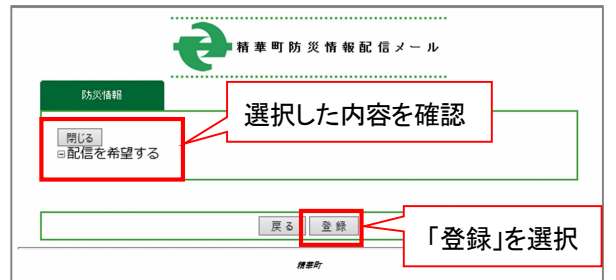 精華町防災情報配信メール
防災情報
選択した内容を確認
閉じる
⊟配信を希望する
戻る 登録
「登録」を選択
精華町